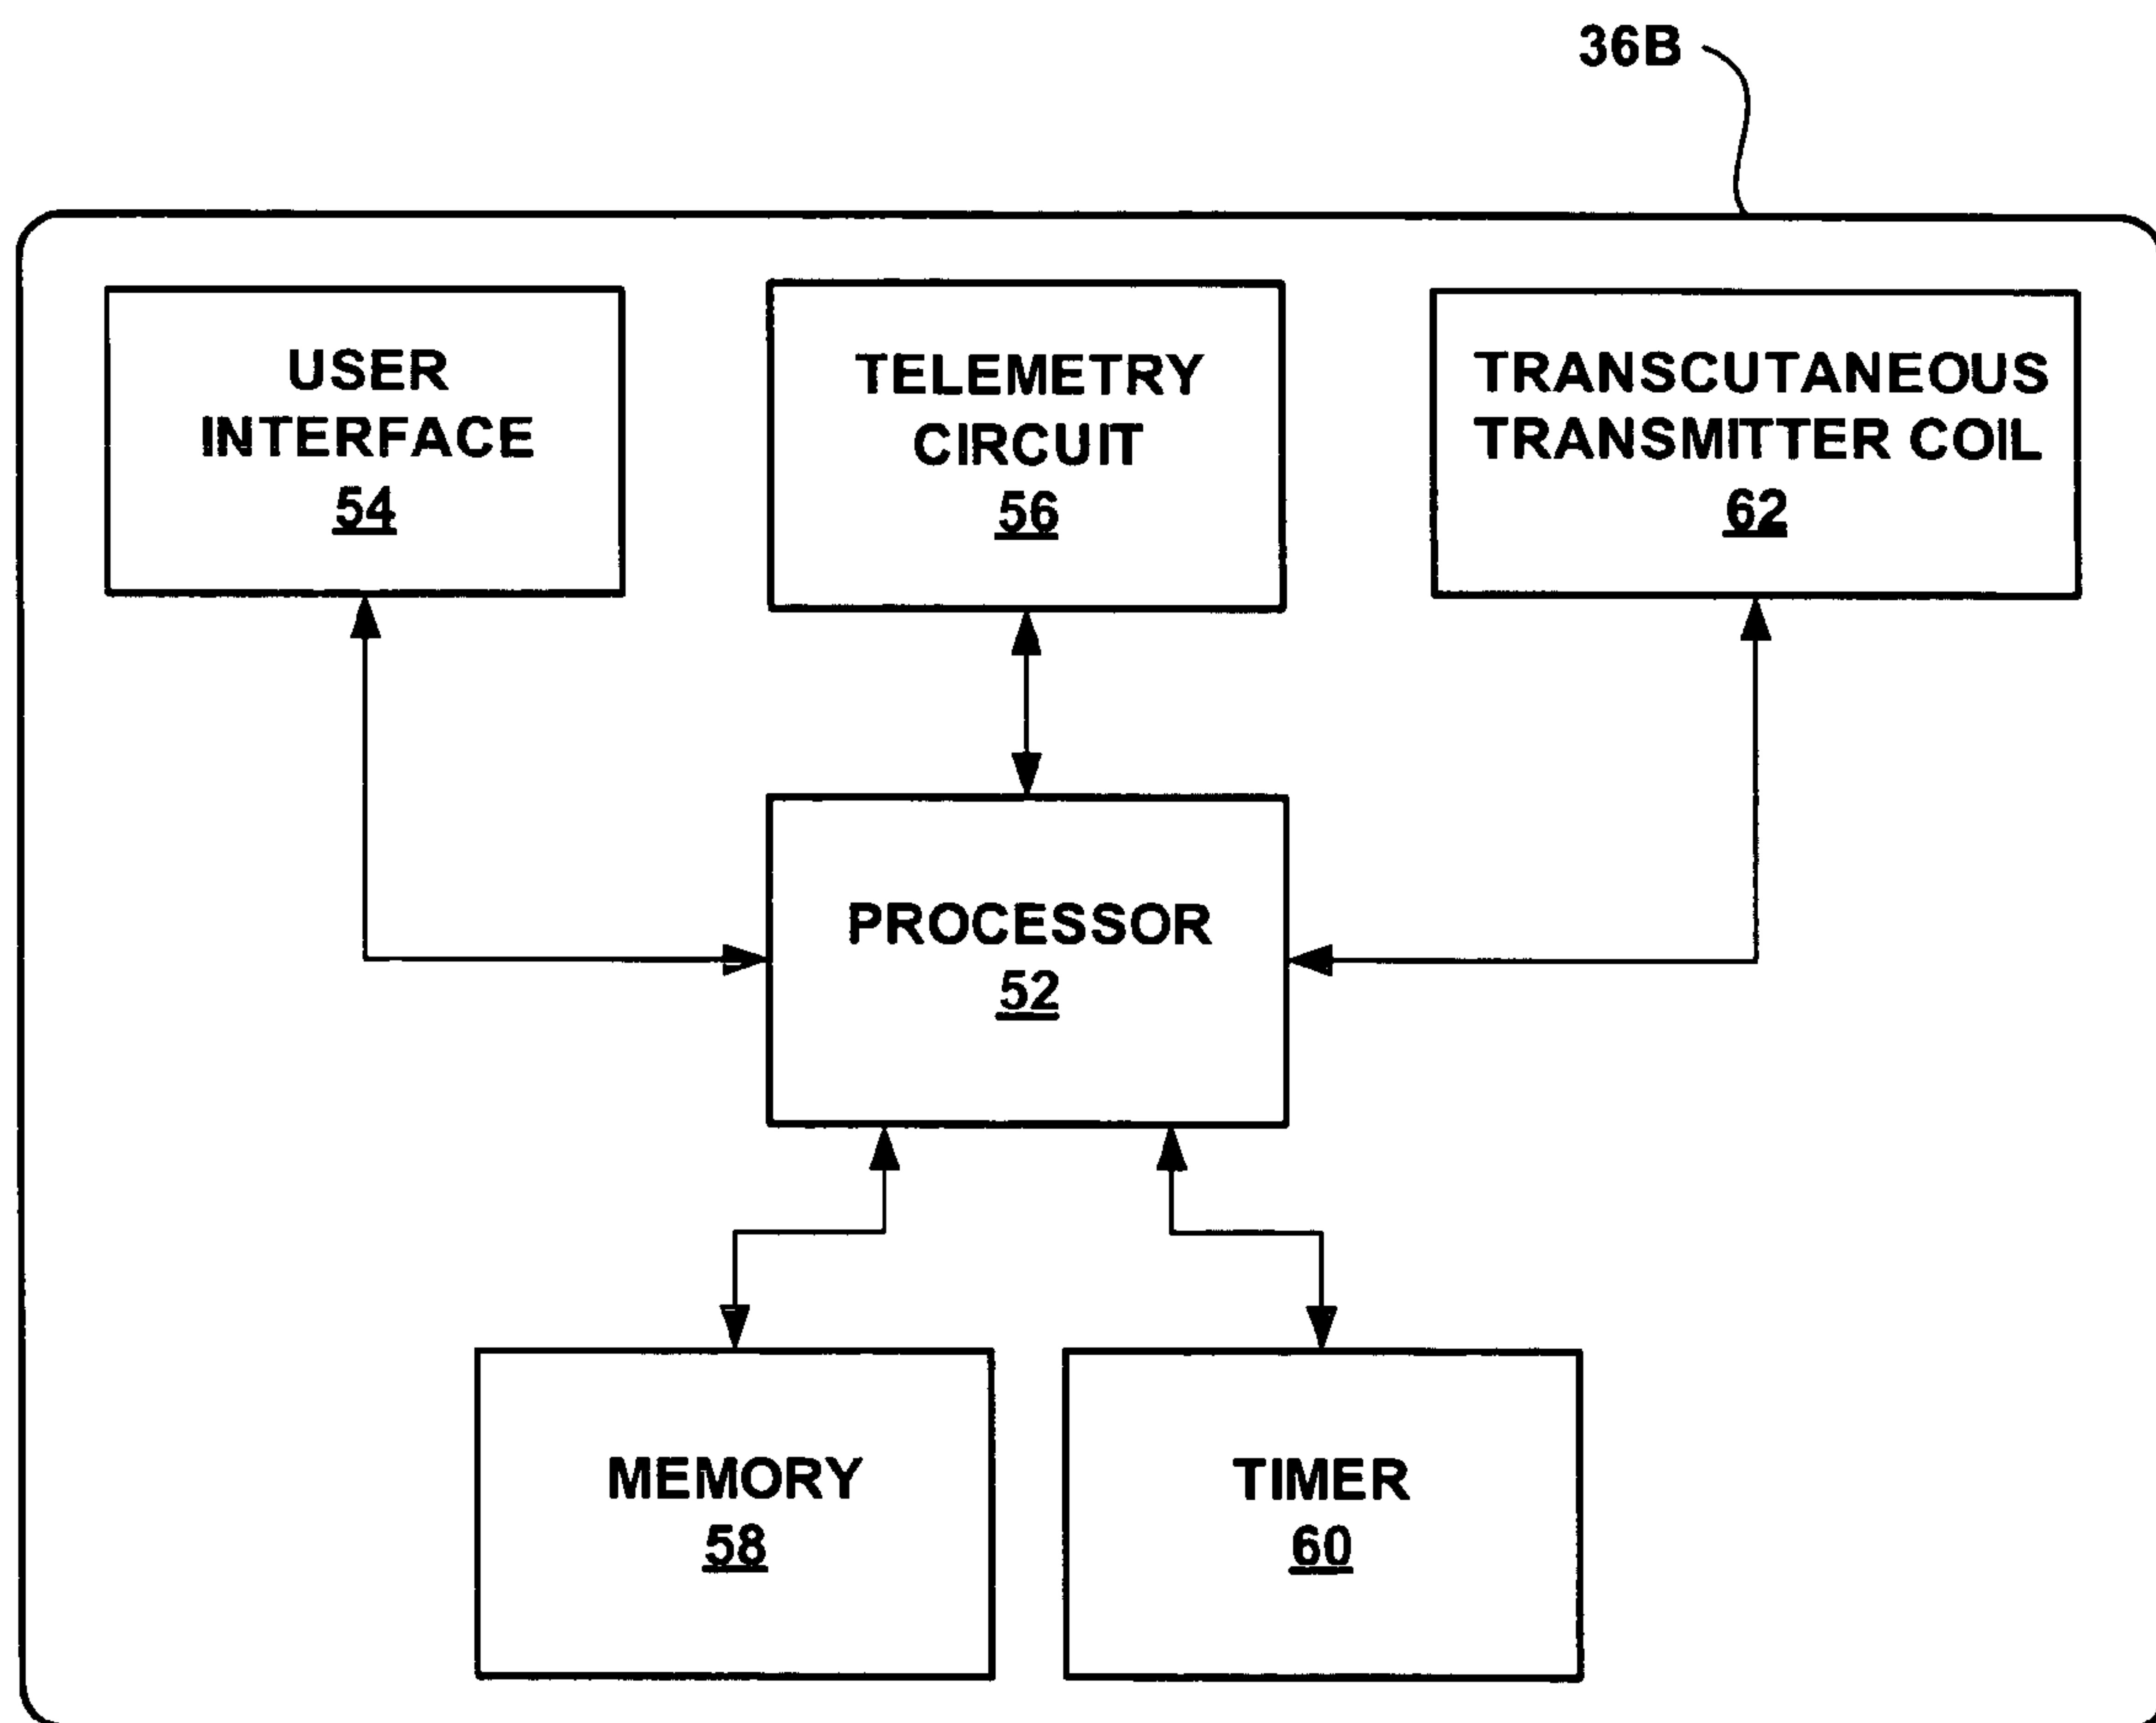 36B
USER
INTERFACE
54
TELEMETRY
CIRCUIT
56
TRANSCUTANEOUS
TRANSMITTER COIL
62
PROCESSOR
52
MEMORY
58
TIMER
60